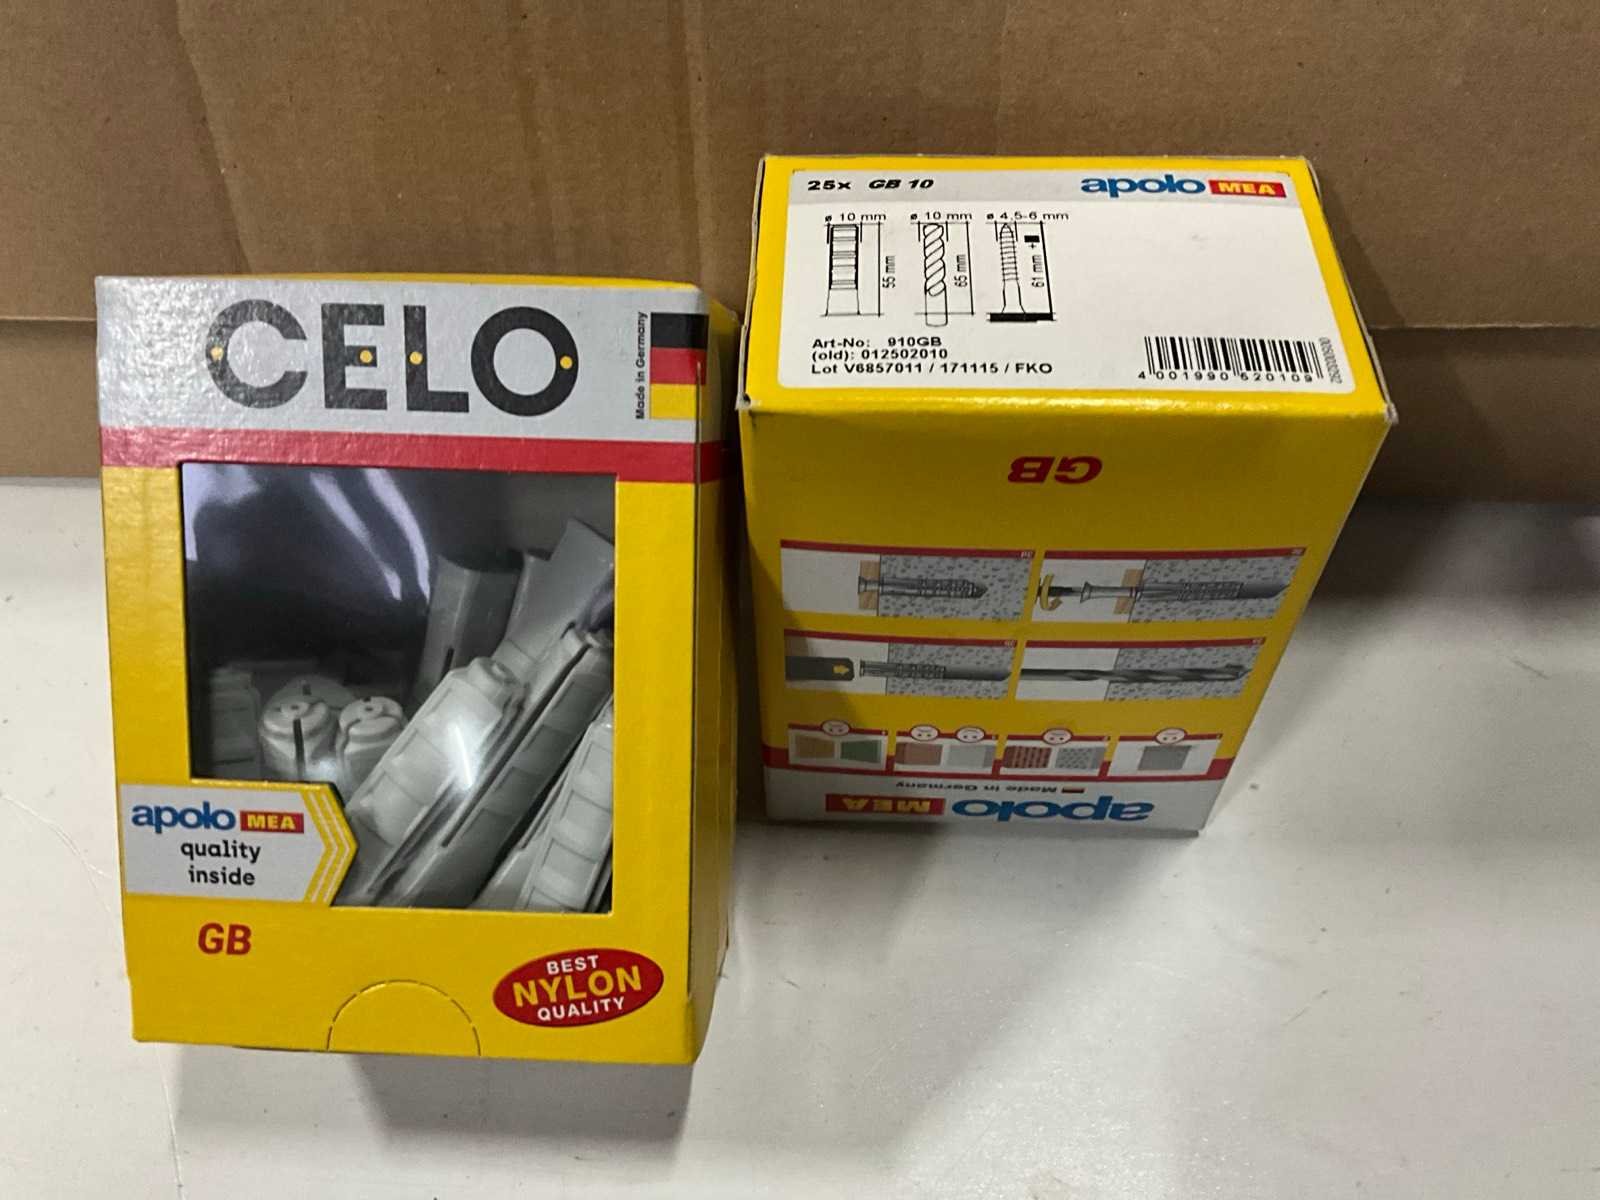 CELO
Made in Germany
apolo MEA
quality
inside
GB
BEST
NYLON
QUALITY
25x GB 10
apolo MEA
ø 10 mm ø 10 mm ø 4,5-6 mm
55 mm
65 mm
61 mm +
Art-No: 910GB
(old): 012502010
Lot V6857011 / 171115 / FKO
4 001990 520109
GB
Made in Germany
apolo MEA